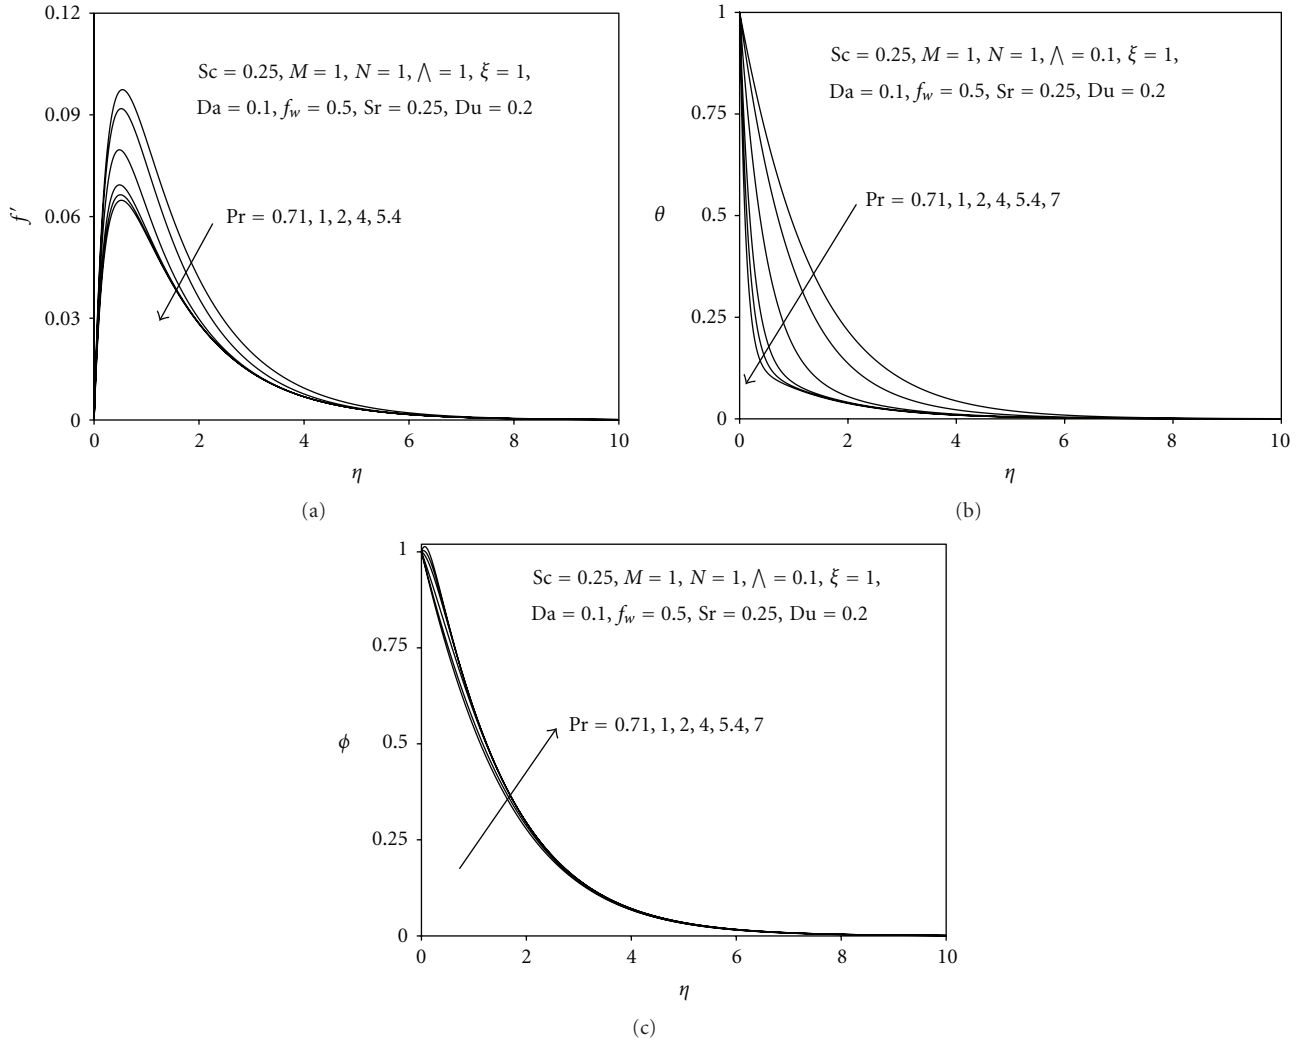 0.12
0.09
0.06
0.03
0
f′
Sc = 0.25, M = 1, N = 1, Λ = 1, ξ = 1,
Da = 0.1, f_w = 0.5, Sr = 0.25, Du = 0.2
Pr = 0.71, 1, 2, 4, 5.4
0 2 4 6 8 10
η
(a)
1
0.75
0.5
0.25
0
θ
Sc = 0.25, M = 1, N = 1, Λ = 0.1, ξ = 1,
Da = 0.1, f_w = 0.5, Sr = 0.25, Du = 0.2
Pr = 0.71, 1, 2, 4, 5.4, 7
0 2 4 6 8 10
η
(b)
1
0.75
0.5
0.25
0
ϕ
Sc = 0.25, M = 1, N = 1, Λ = 0.1, ξ = 1,
Da = 0.1, f_w = 0.5, Sr = 0.25, Du = 0.2
Pr = 0.71, 1, 2, 4, 5.4, 7
0 2 4 6 8 10
η
(c)